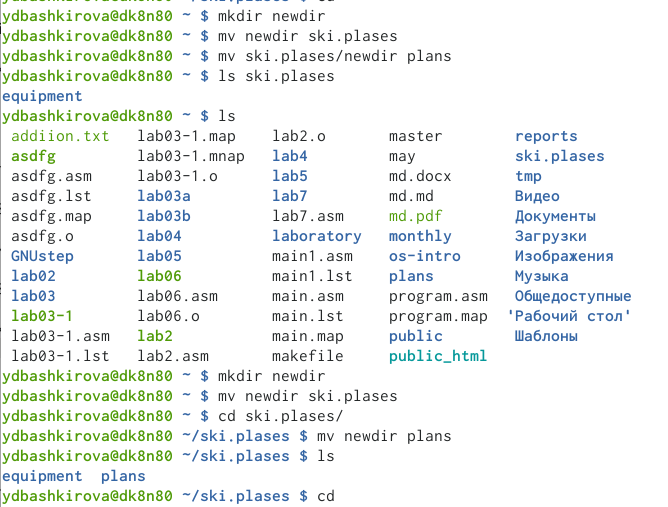 ydbashkirova@dk8n80 ~/ski.plases $ cd
ydbashkirova@dk8n80 ~ $ mkdir newdir
ydbashkirova@dk8n80 ~ $ mv newdir ski.plases
ydbashkirova@dk8n80 ~ $ mv ski.plases/newdir plans
ydbashkirova@dk8n80 ~ $ ls ski.plases
equipment
ydbashkirova@dk8n80 ~ $ ls
addiion.txt lab03-1.map lab2.o master reports
asdfg lab03-1.mnap lab4 may ski.plases
asdfg.asm lab03-1.o lab5 md.docx tmp
asdfg.lst lab03a lab7 md.md Видео
asdfg.map lab03b lab7.asm md.pdf Документы
asdfg.o lab04 laboratory monthly Загрузки
GNUstep lab05 main1.asm os-intro Изображения
lab02 lab06 main1.lst plans Музыка
lab03 lab06.asm main.asm program.asm Общедоступные
lab03-1 lab06.o main.lst program.map 'Рабочий стол'
lab03-1.asm lab2 main.map public Шаблоны
lab03-1.lst lab2.asm makefile public_html
ydbashkirova@dk8n80 ~ $ mkdir newdir
ydbashkirova@dk8n80 ~ $ mv newdir ski.plases
ydbashkirova@dk8n80 ~ $ cd ski.plases/
ydbashkirova@dk8n80 ~/ski.plases $ mv newdir plans
ydbashkirova@dk8n80 ~/ski.plases $ ls
equipment plans
ydbashkirova@dk8n80 ~/ski.plases $ cd